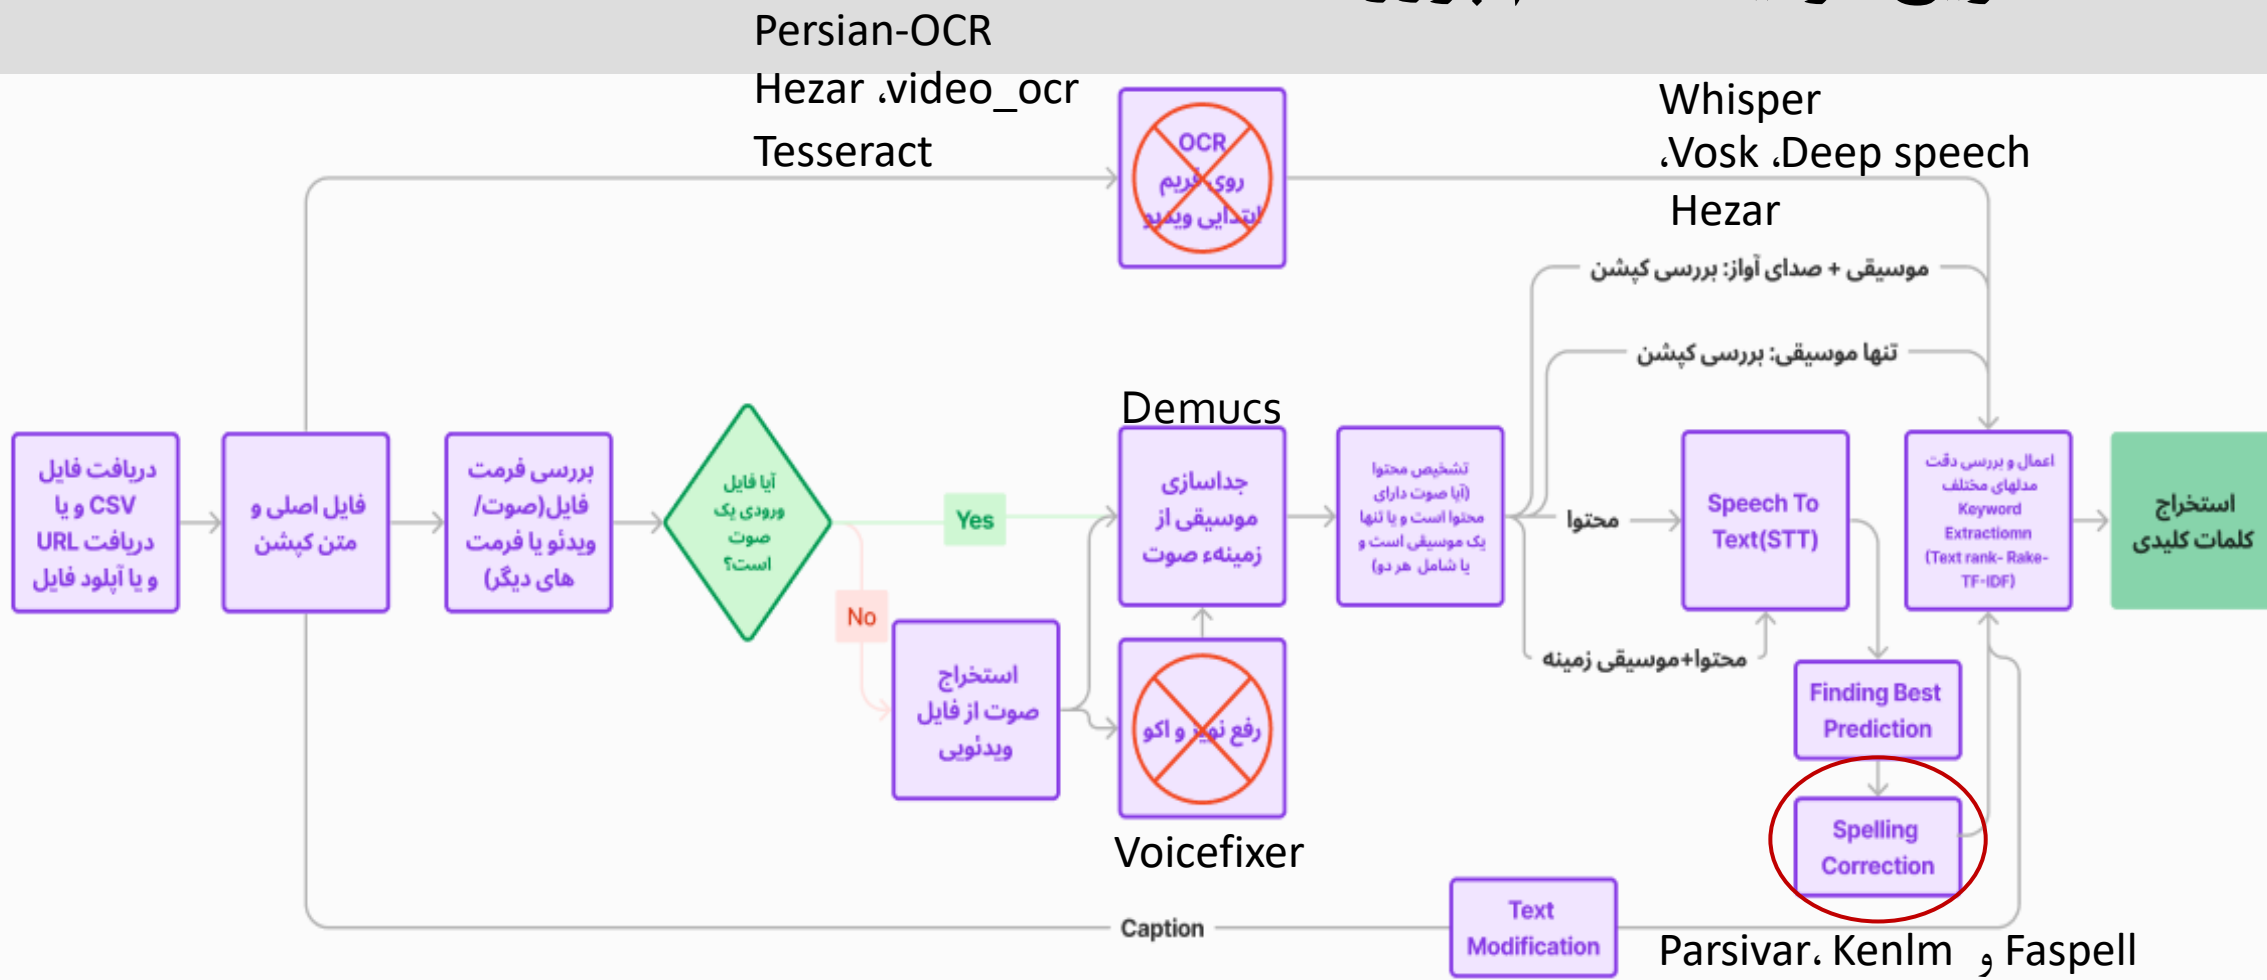 Persian-OCR
Hezar ،video_ocr
Tesseract
OCR
روی فریم
ابتدایی ویدیو
Whisper
،Vosk ،Deep speech
Hezar
موسیقی + صدای آواز: بررسی کپشن
تنها موسیقی: بررسی کپشن
Demucs
دریافت فایل
CSV و یا
دریافت URL
و یا آپلود فایل
فایل اصلی و
متن کپشن
بررسی فرمت
فایل(صوت/
ویدئو یا فرمت
های دیگر)
آیا فایل
ورودی یک
صوت
است؟
Yes
No
استخراج
صوت از فایل
ویدئویی
جداسازی
موسیقی از
زمینهء صوت
رفع نویز و اکو
Voicefixer
تشخیص محتوا
(آیا صوت دارای
محتوا است و یا تنها
یک موسیقی است و
یا شامل هر دو)
محتوا
محتوا+موسیقی زمینه
Speech To
Text(STT)
Finding Best
Prediction
Spelling
Correction
Parsivar، Kenlm و Faspell
اعمال و بررسی دقت
مدلهای مختلف
Keyword
Extractiomn
(Text rank- Rake-
TF-IDF)
استخراج
کلمات کلیدی
Caption
Text
Modification